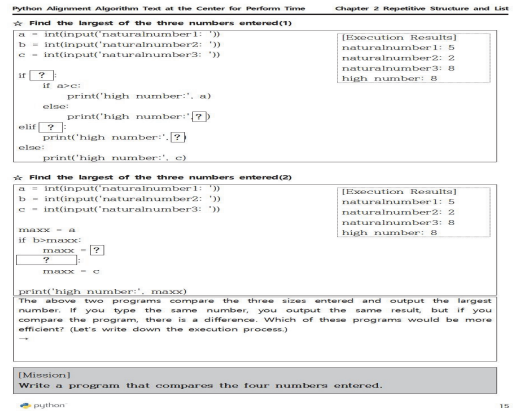 Python Alignment Algorithm Text at the Center for Perform Time Chapter 2 Repetitive Structure and List
☆ Find the largest of the three numbers entered(1)
a = int(input('naturalnumber1: '))
b = int(input('naturalnumber2: '))
c = int(input('naturalnumber3: '))
if ? :
if a>c:
print('high number:', a)
else:
print('high number:', ? )
elif ? :
print('high number:', ? )
else:
print('high number:', c)
[Execution Results]
naturalnumber1: 5
naturalnumber2: 2
naturalnumber3: 8
high number: 8
☆ Find the largest of the three numbers entered(2)
a = int(input('naturalnumber1: '))
b = int(input('naturalnumber2: '))
c = int(input('naturalnumber3: '))
maxx = a
if b>maxx:
maxx = ?
? :
maxx = c
print('high number:', maxx)
[Execution Results]
naturalnumber1: 5
naturalnumber2: 2
naturalnumber3: 8
high number: 8
The above two programs compare the three sizes entered and output the largest
number. If you type the same number, you output the same result, but if you
compare the program, there is a difference. Which of these programs would be more
efficient? (Let's write down the execution process.)
→
[Mission]
Write a program that compares the four numbers entered.
python 15